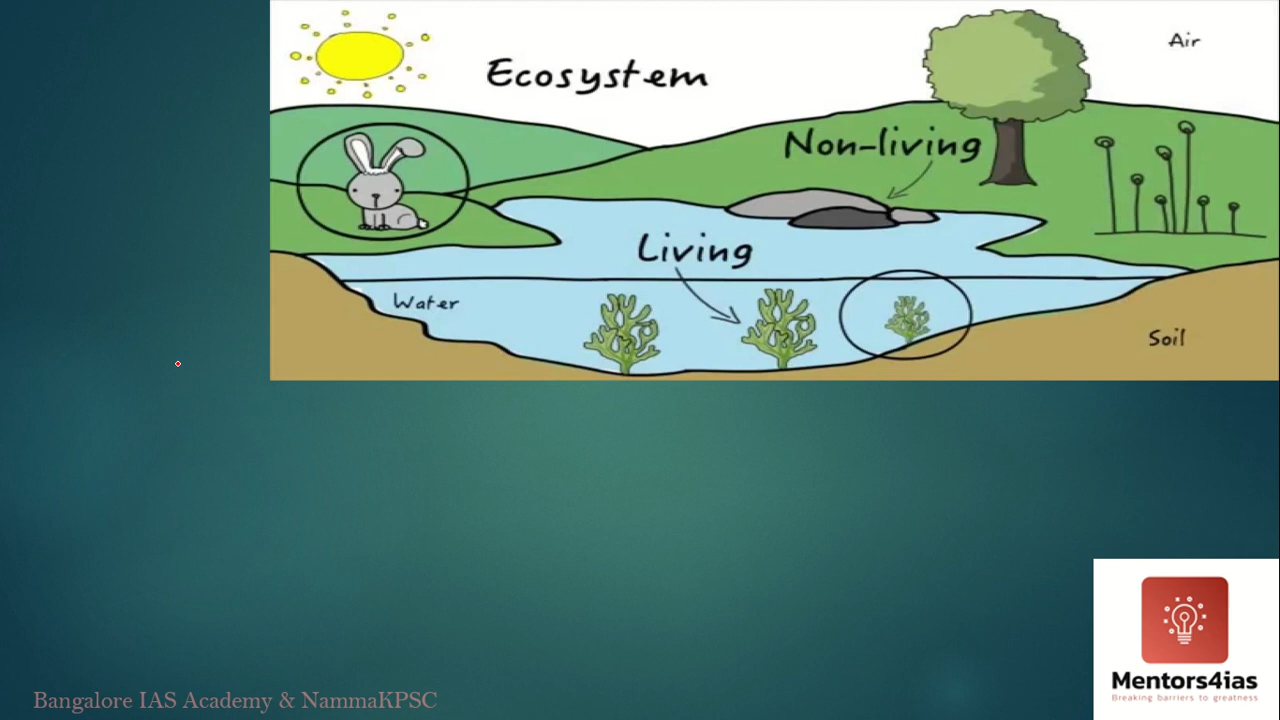 Air
Ecosystem
Non-living
Living
Water
Soil
Mentors4ias
Breaking barriers to greatness
Bangalore IAS Academy & NammaKPSC